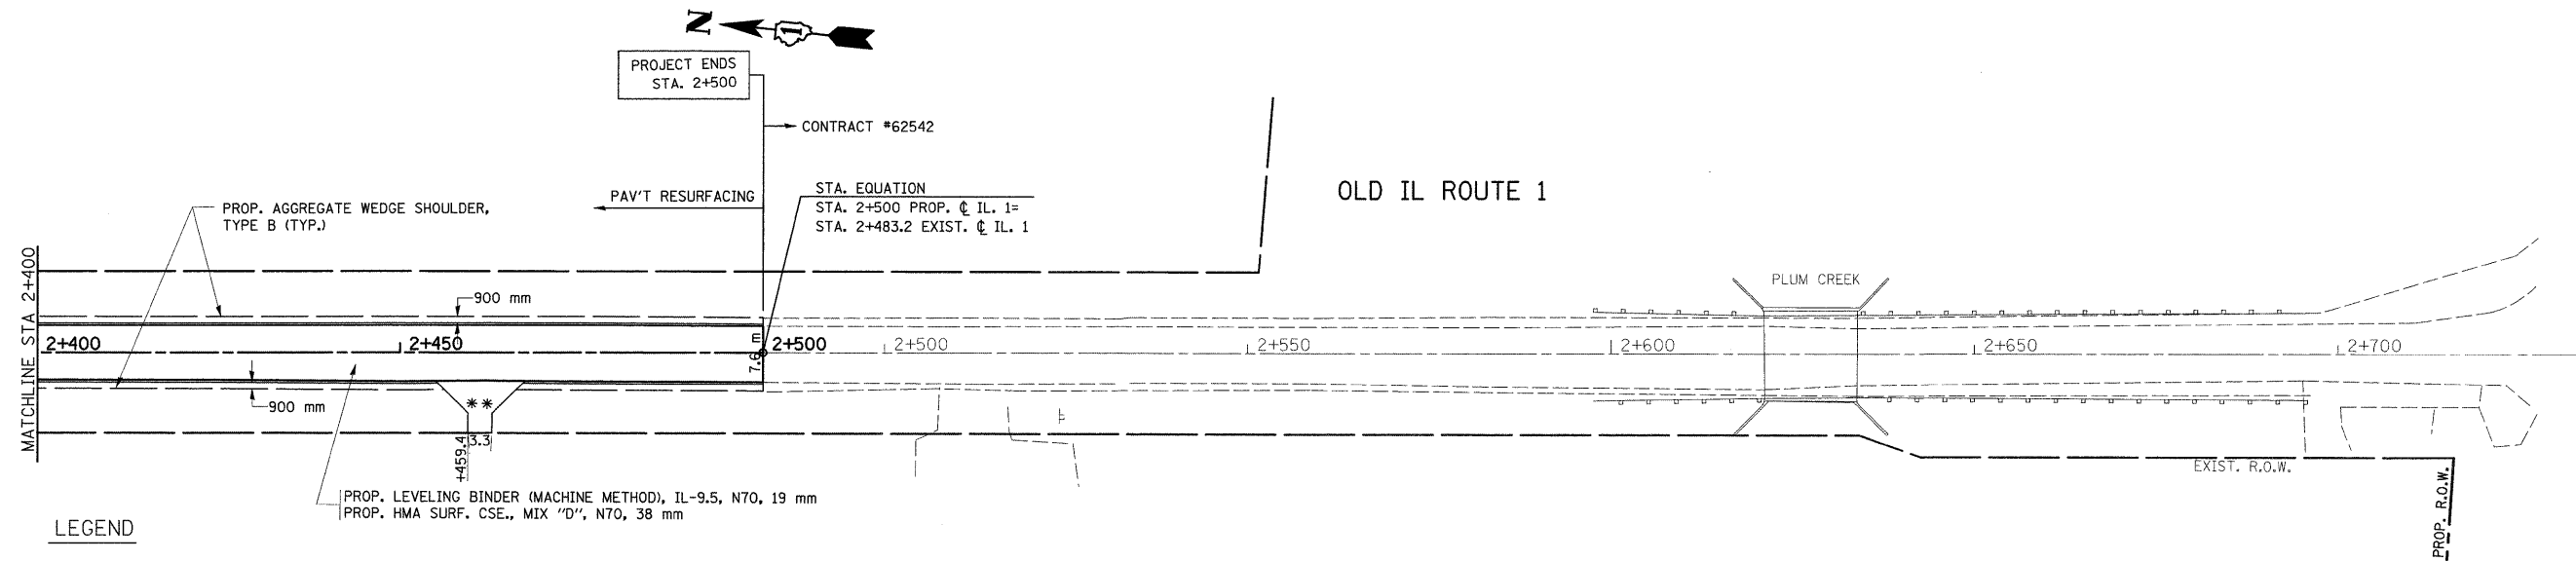 N
1
PROJECT ENDS
STA. 2+500
CONTRACT #62542
PAV'T RESURFACING
STA. EQUATION
STA. 2+500 PROP. ℄ IL. 1=
STA. 2+483.2 EXIST. ℄ IL. 1
OLD IL ROUTE 1
PROP. AGGREGATE WEDGE SHOULDER,
TYPE B (TYP.)
MATCHLINE STA 2+400
900 mm
PLUM CREEK
2+400
2+450
7.6 m
2+500
2+500
2+550
2+600
2+650
2+700
900 mm
**
+459.4
3.3
EXIST. R.O.W.
PROP. R.O.W.
PROP. LEVELING BINDER (MACHINE METHOD), IL-9.5, N70, 19 mm
PROP. HMA SURF. CSE., MIX "D", N70, 38 mm
LEGEND